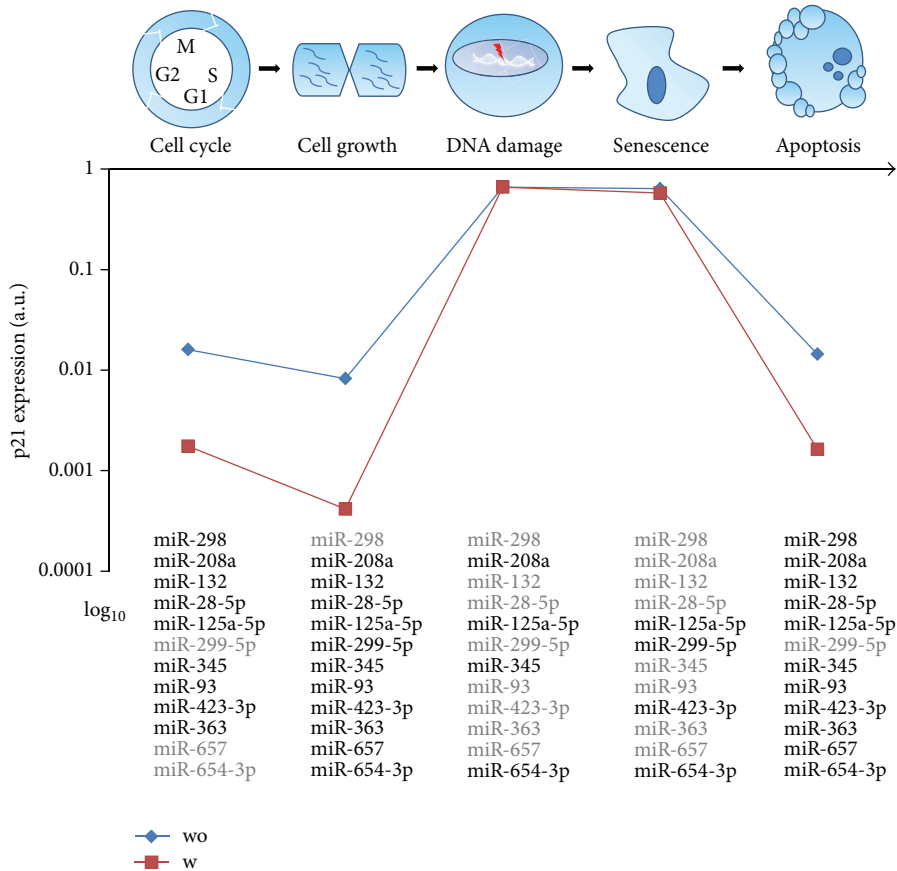 M
G2
S
G1
Cell cycle
Cell growth
DNA damage
Senescence
Apoptosis
1
0.1
0.01
0.001
0.0001
log10
p21 expression (a.u.)
miR-298
miR-208a
miR-132
miR-28-5p
miR-125a-5p
miR-299-5p
miR-345
miR-93
miR-423-3p
miR-363
miR-657
miR-654-3p
miR-298
miR-208a
miR-132
miR-28-5p
miR-125a-5p
miR-299-5p
miR-345
miR-93
miR-423-3p
miR-363
miR-657
miR-654-3p
miR-298
miR-208a
miR-132
miR-28-5p
miR-125a-5p
miR-299-5p
miR-345
miR-93
miR-423-3p
miR-363
miR-657
miR-654-3p
miR-298
miR-208a
miR-132
miR-28-5p
miR-125a-5p
miR-299-5p
miR-345
miR-93
miR-423-3p
miR-363
miR-657
miR-654-3p
miR-298
miR-208a
miR-132
miR-28-5p
miR-125a-5p
miR-299-5p
miR-345
miR-93
miR-423-3p
miR-363
miR-657
miR-654-3p
wo
w